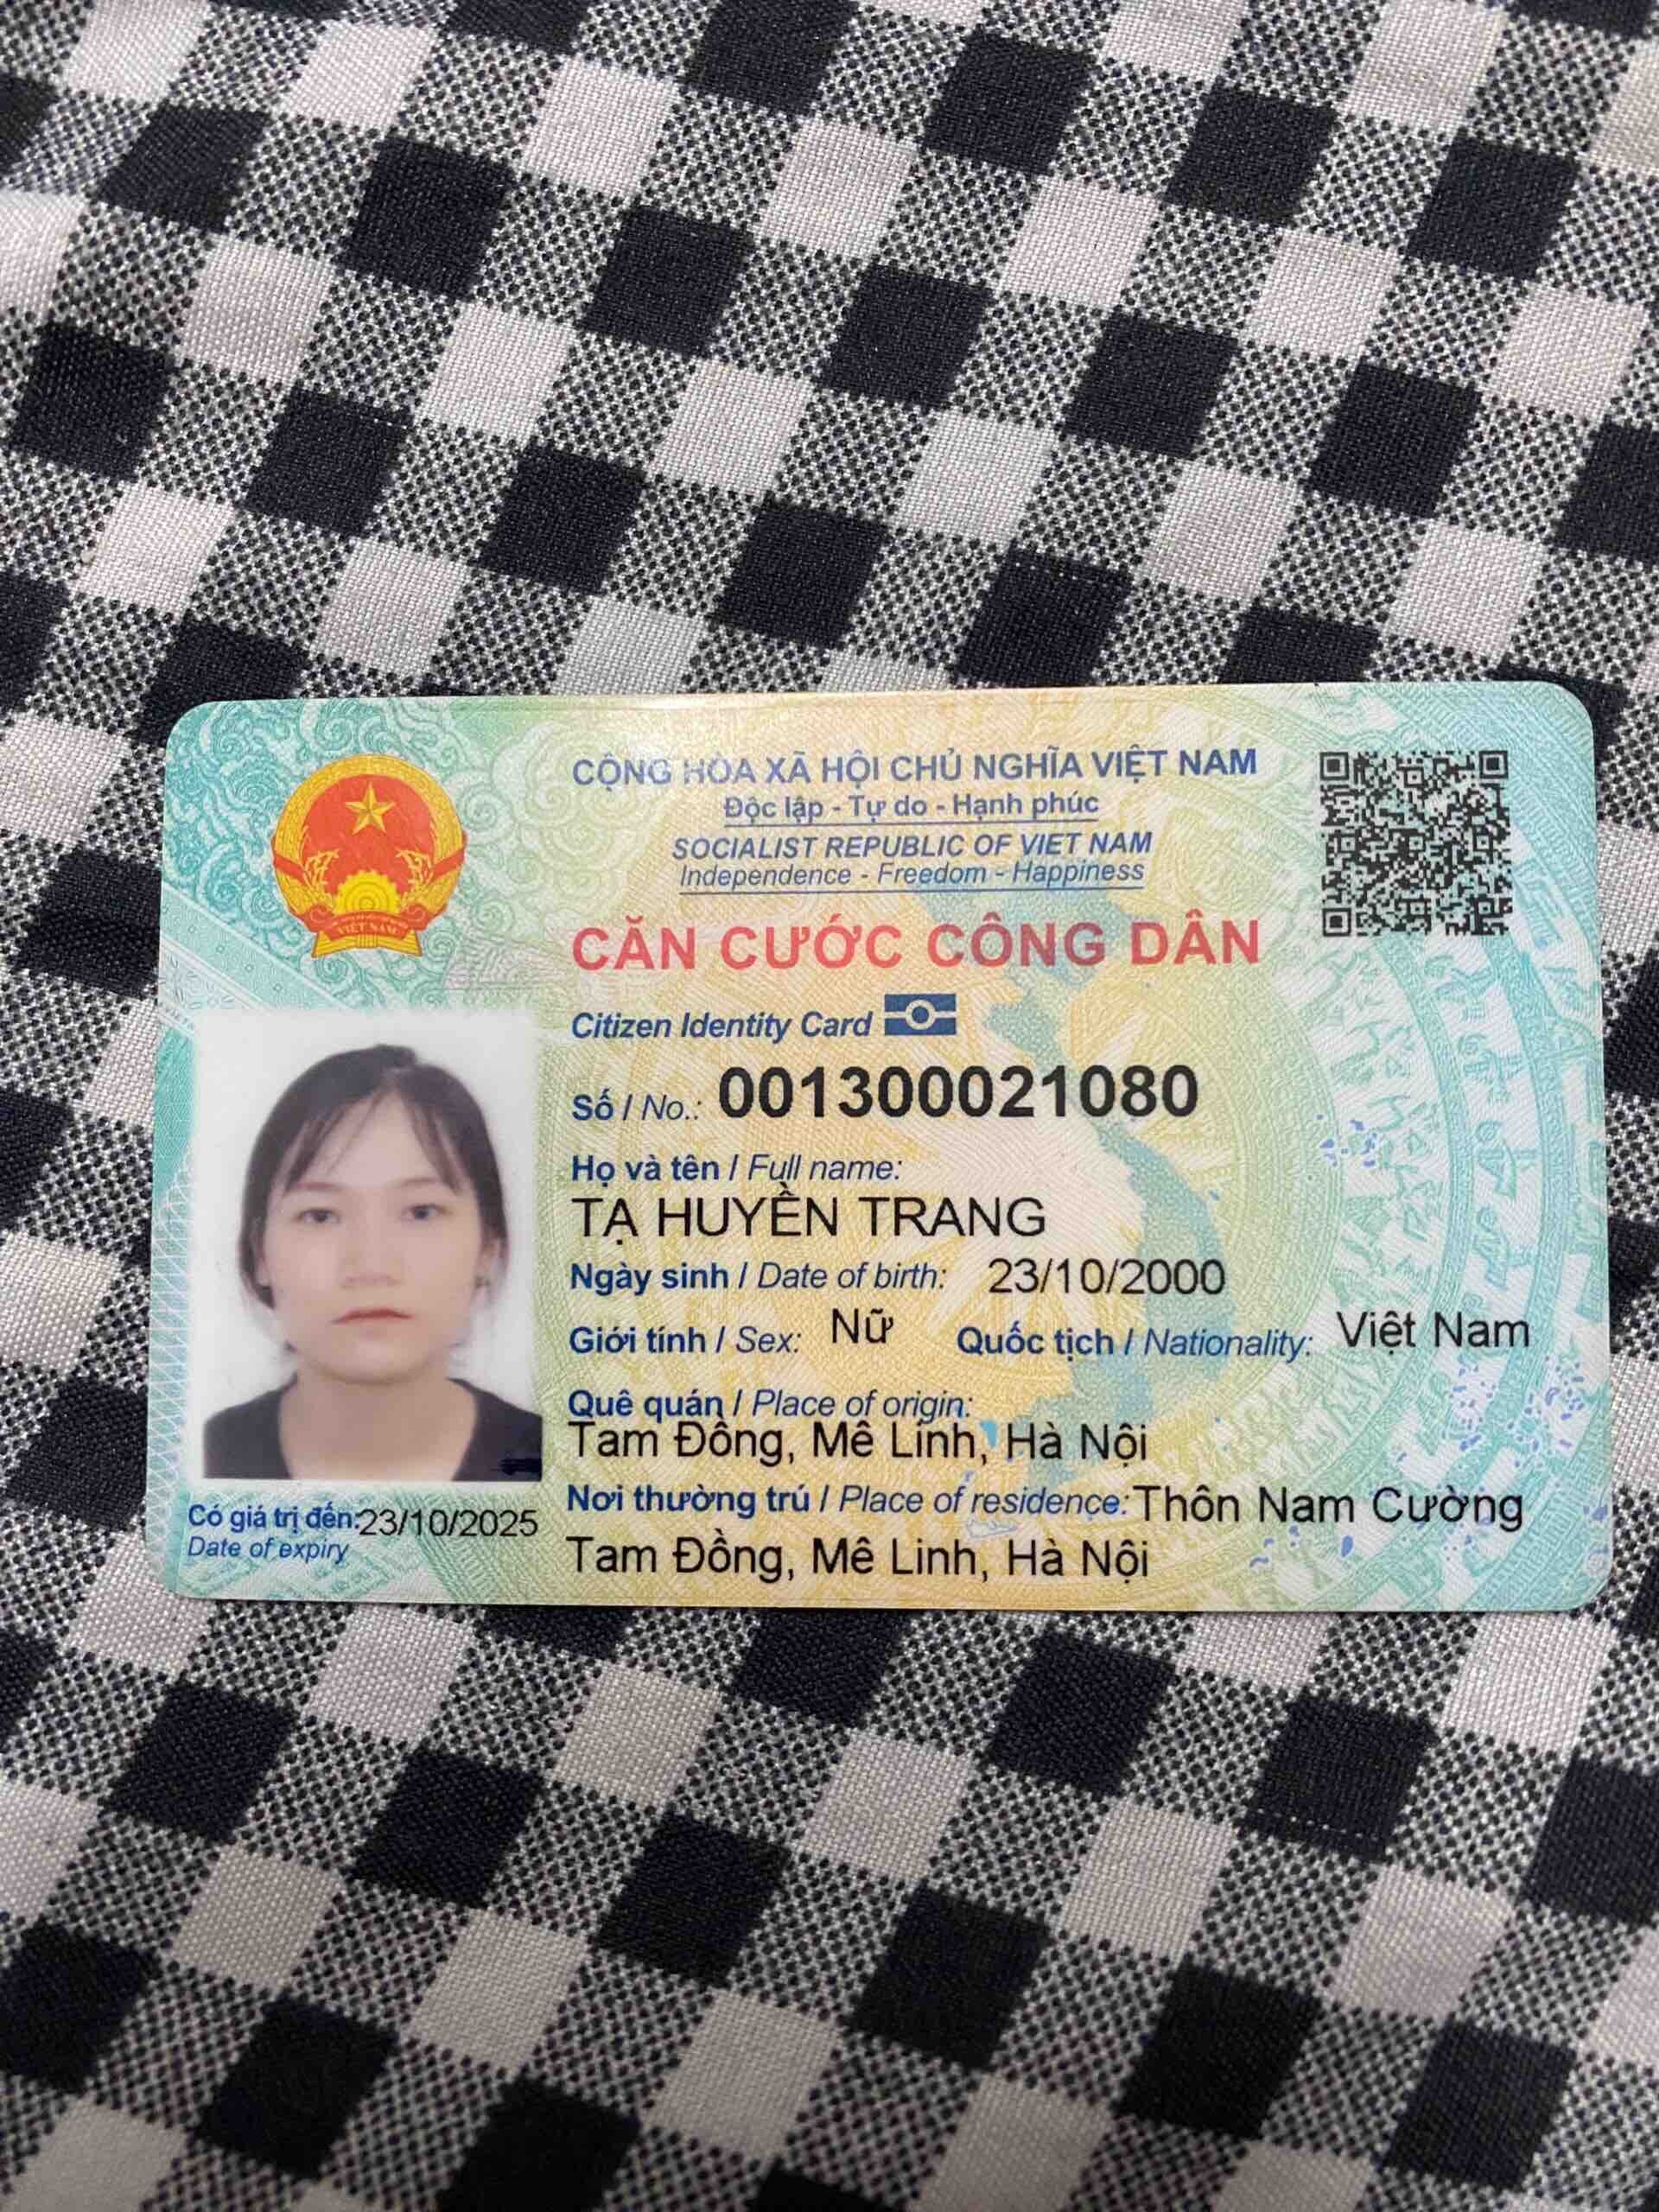 CỘNG HÒA XÃ HỘI CHỦ NGHĨA VIỆT NAM
Độc lập - Tự do - Hạnh phúc
SOCIALIST REPUBLIC OF VIET NAM
Independence - Freedom - Happiness
CĂN CƯỚC CÔNG DÂN
Citizen Identity Card
VIỆT NAM
Số / No.: 001300021080
Họ và tên / Full name:
TẠ HUYỀN TRANG
Ngày sinh / Date of birth: 23/10/2000
Giới tính / Sex: Nữ Quốc tịch / Nationality: Việt Nam
Quê quán / Place of origin:
Tam Đồng, Mê Linh, Hà Nội
Nơi thường trú / Place of residence: Thôn Nam Cường
Tam Đồng, Mê Linh, Hà Nội
Có giá trị đến: 23/10/2025
Date of expiry